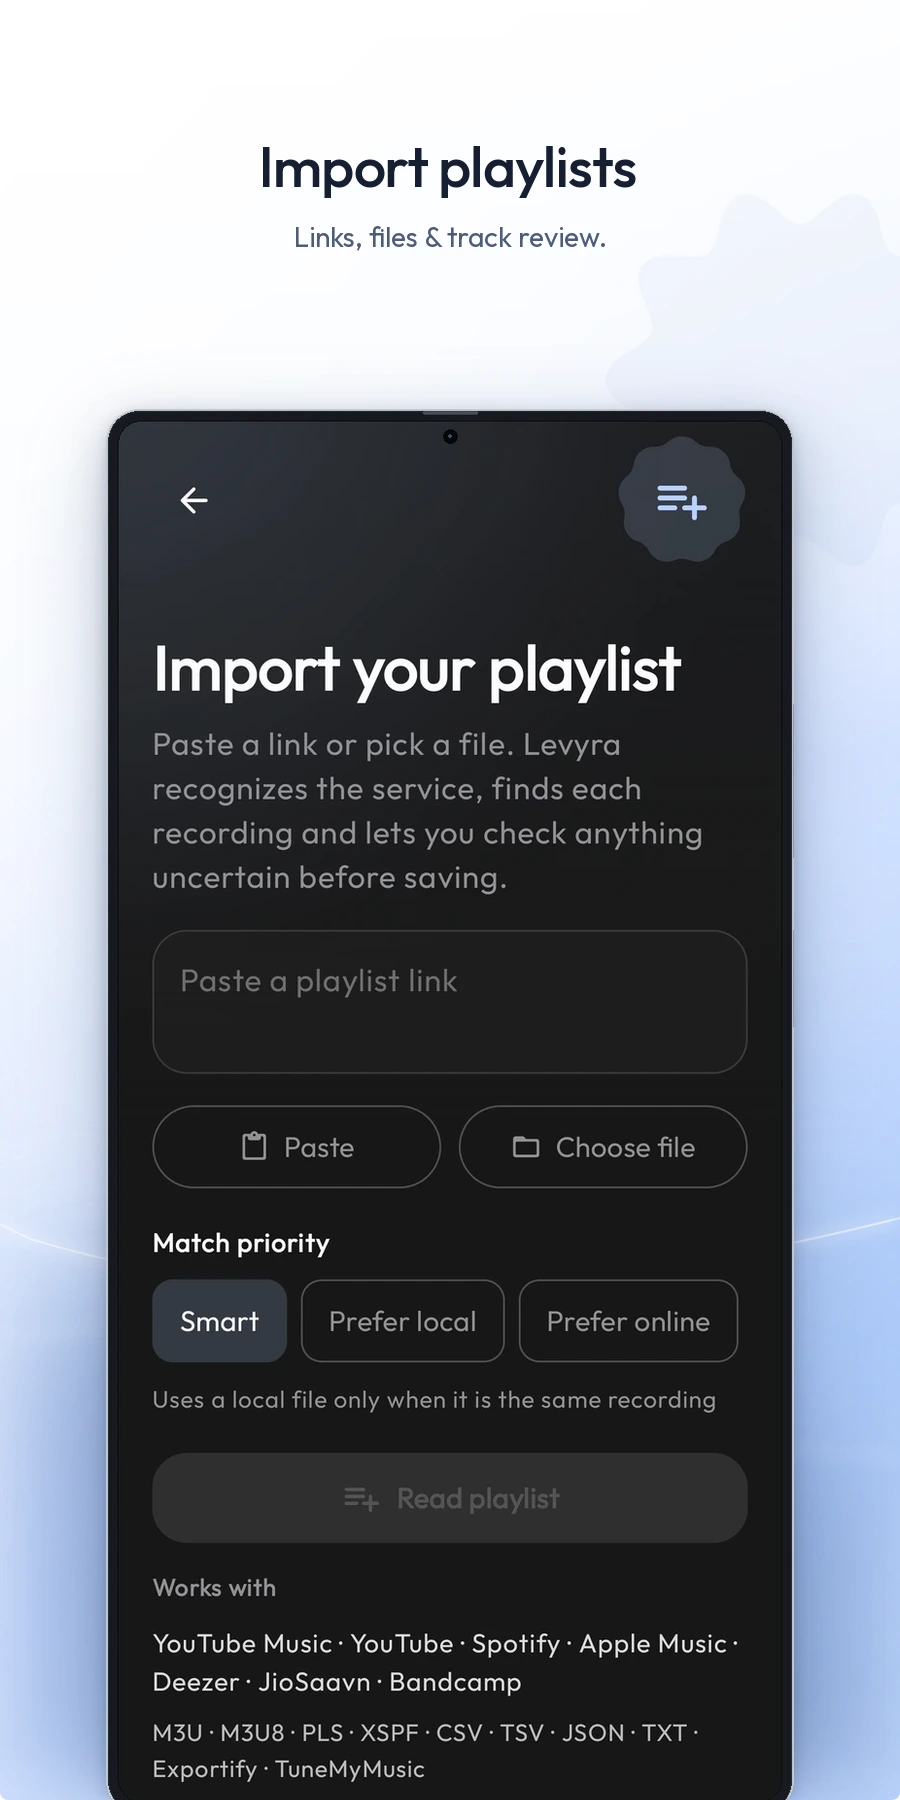 Import playlists
Links, files & track review.
Import your playlist
Paste a link or pick a file. Levyra
recognizes the service, finds each
recording and lets you check anything
uncertain before saving.
Paste a playlist link
Paste
Choose file
Match priority
Smart
Prefer local
Prefer online
Uses a local file only when it is the same recording
Read playlist
Works with
YouTube Music · YouTube · Spotify · Apple Music ·
Deezer · JioSaavn · Bandcamp
M3U · M3U8 · PLS · XSPF · CSV · TSV · JSON · TXT ·
Exportify · TuneMyMusic